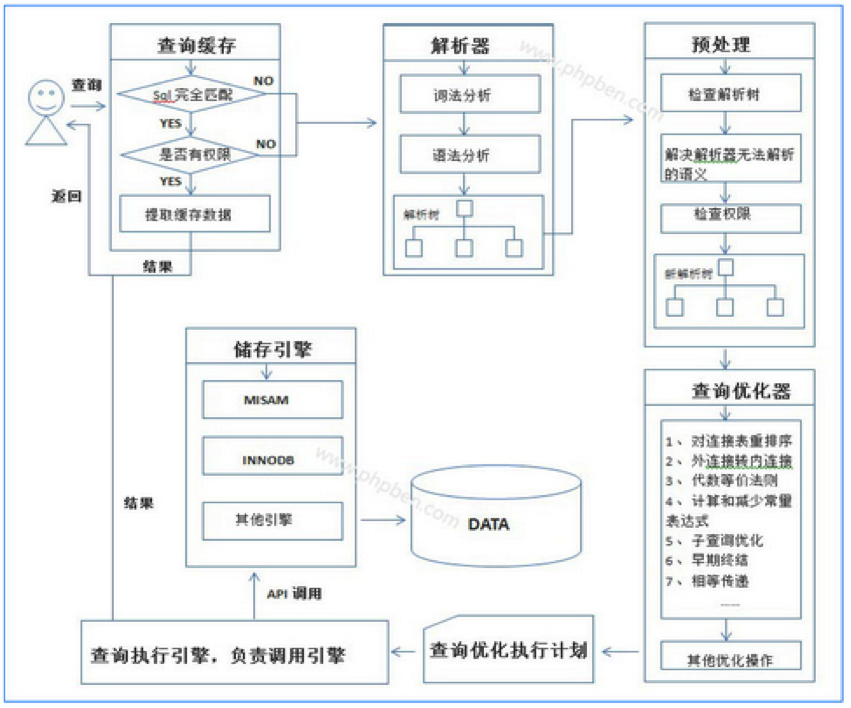 查询缓存
查询
Sql 完全匹配
NO
YES
是否有权限
NO
YES
提取缓存数据
返回
结果
解析器
词法分析
语法分析
解析树
预处理
检查解析树
解决解析器无法解析
的语义
检查权限
新解析树
查询优化器
1、 对连接表重排序
2、 外连接转内连接
3、 代数等价法则
4、 计算和减少常量
表达式
5、 子查询优化
6、 早期终结
7、 相等传递
......
其他优化操作
查询优化执行计划
查询执行引擎，负责调用引擎
API 调用
结果
储存引擎
MISAM
INNODB
其他引擎
DATA
www.phpben.com
www.phpben.com